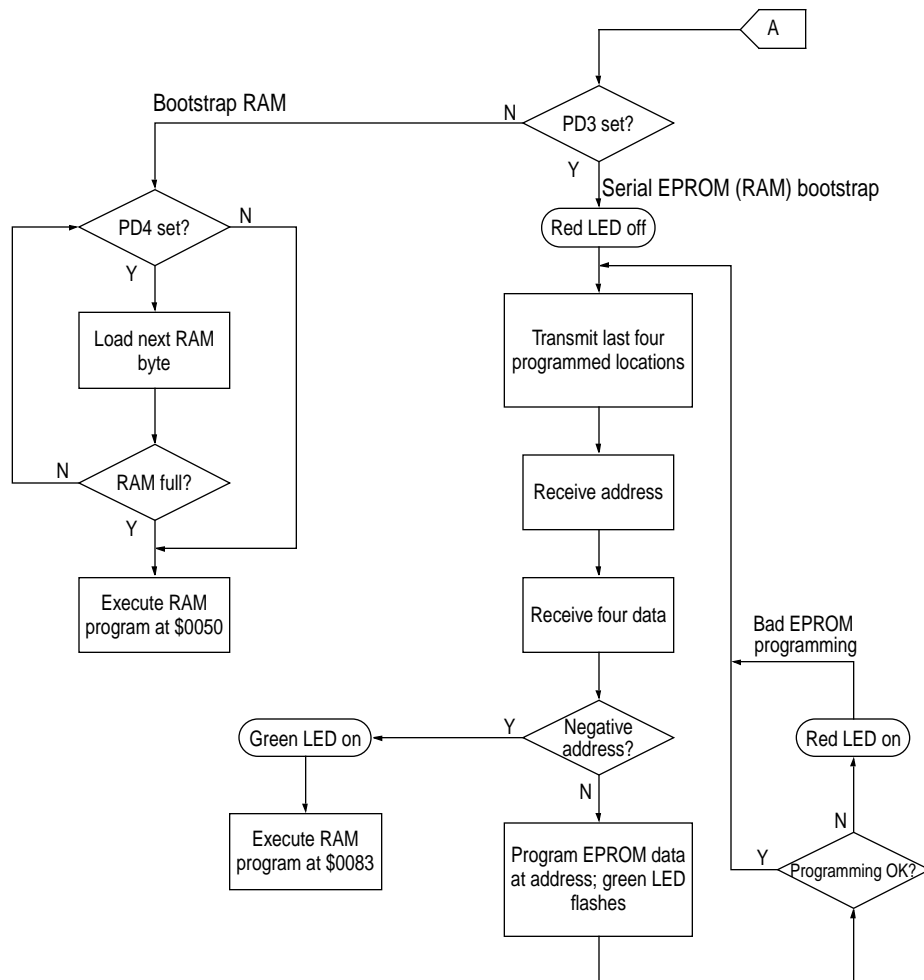 A
Bootstrap RAM
N
PD3 set?
Y
Serial EPROM (RAM) bootstrap
PD4 set?
N
Red LED off
Y
Load next RAM
byte
Transmit last four
programmed locations
N
RAM full?
Y
Receive address
Execute RAM
program at $0050
Receive four data
Bad EPROM
programming
Green LED on
Y
Negative
address?
Red LED on
N
N
Execute RAM
program at $0083
Program EPROM data
at address; green LED
flashes
Y
Programming OK?